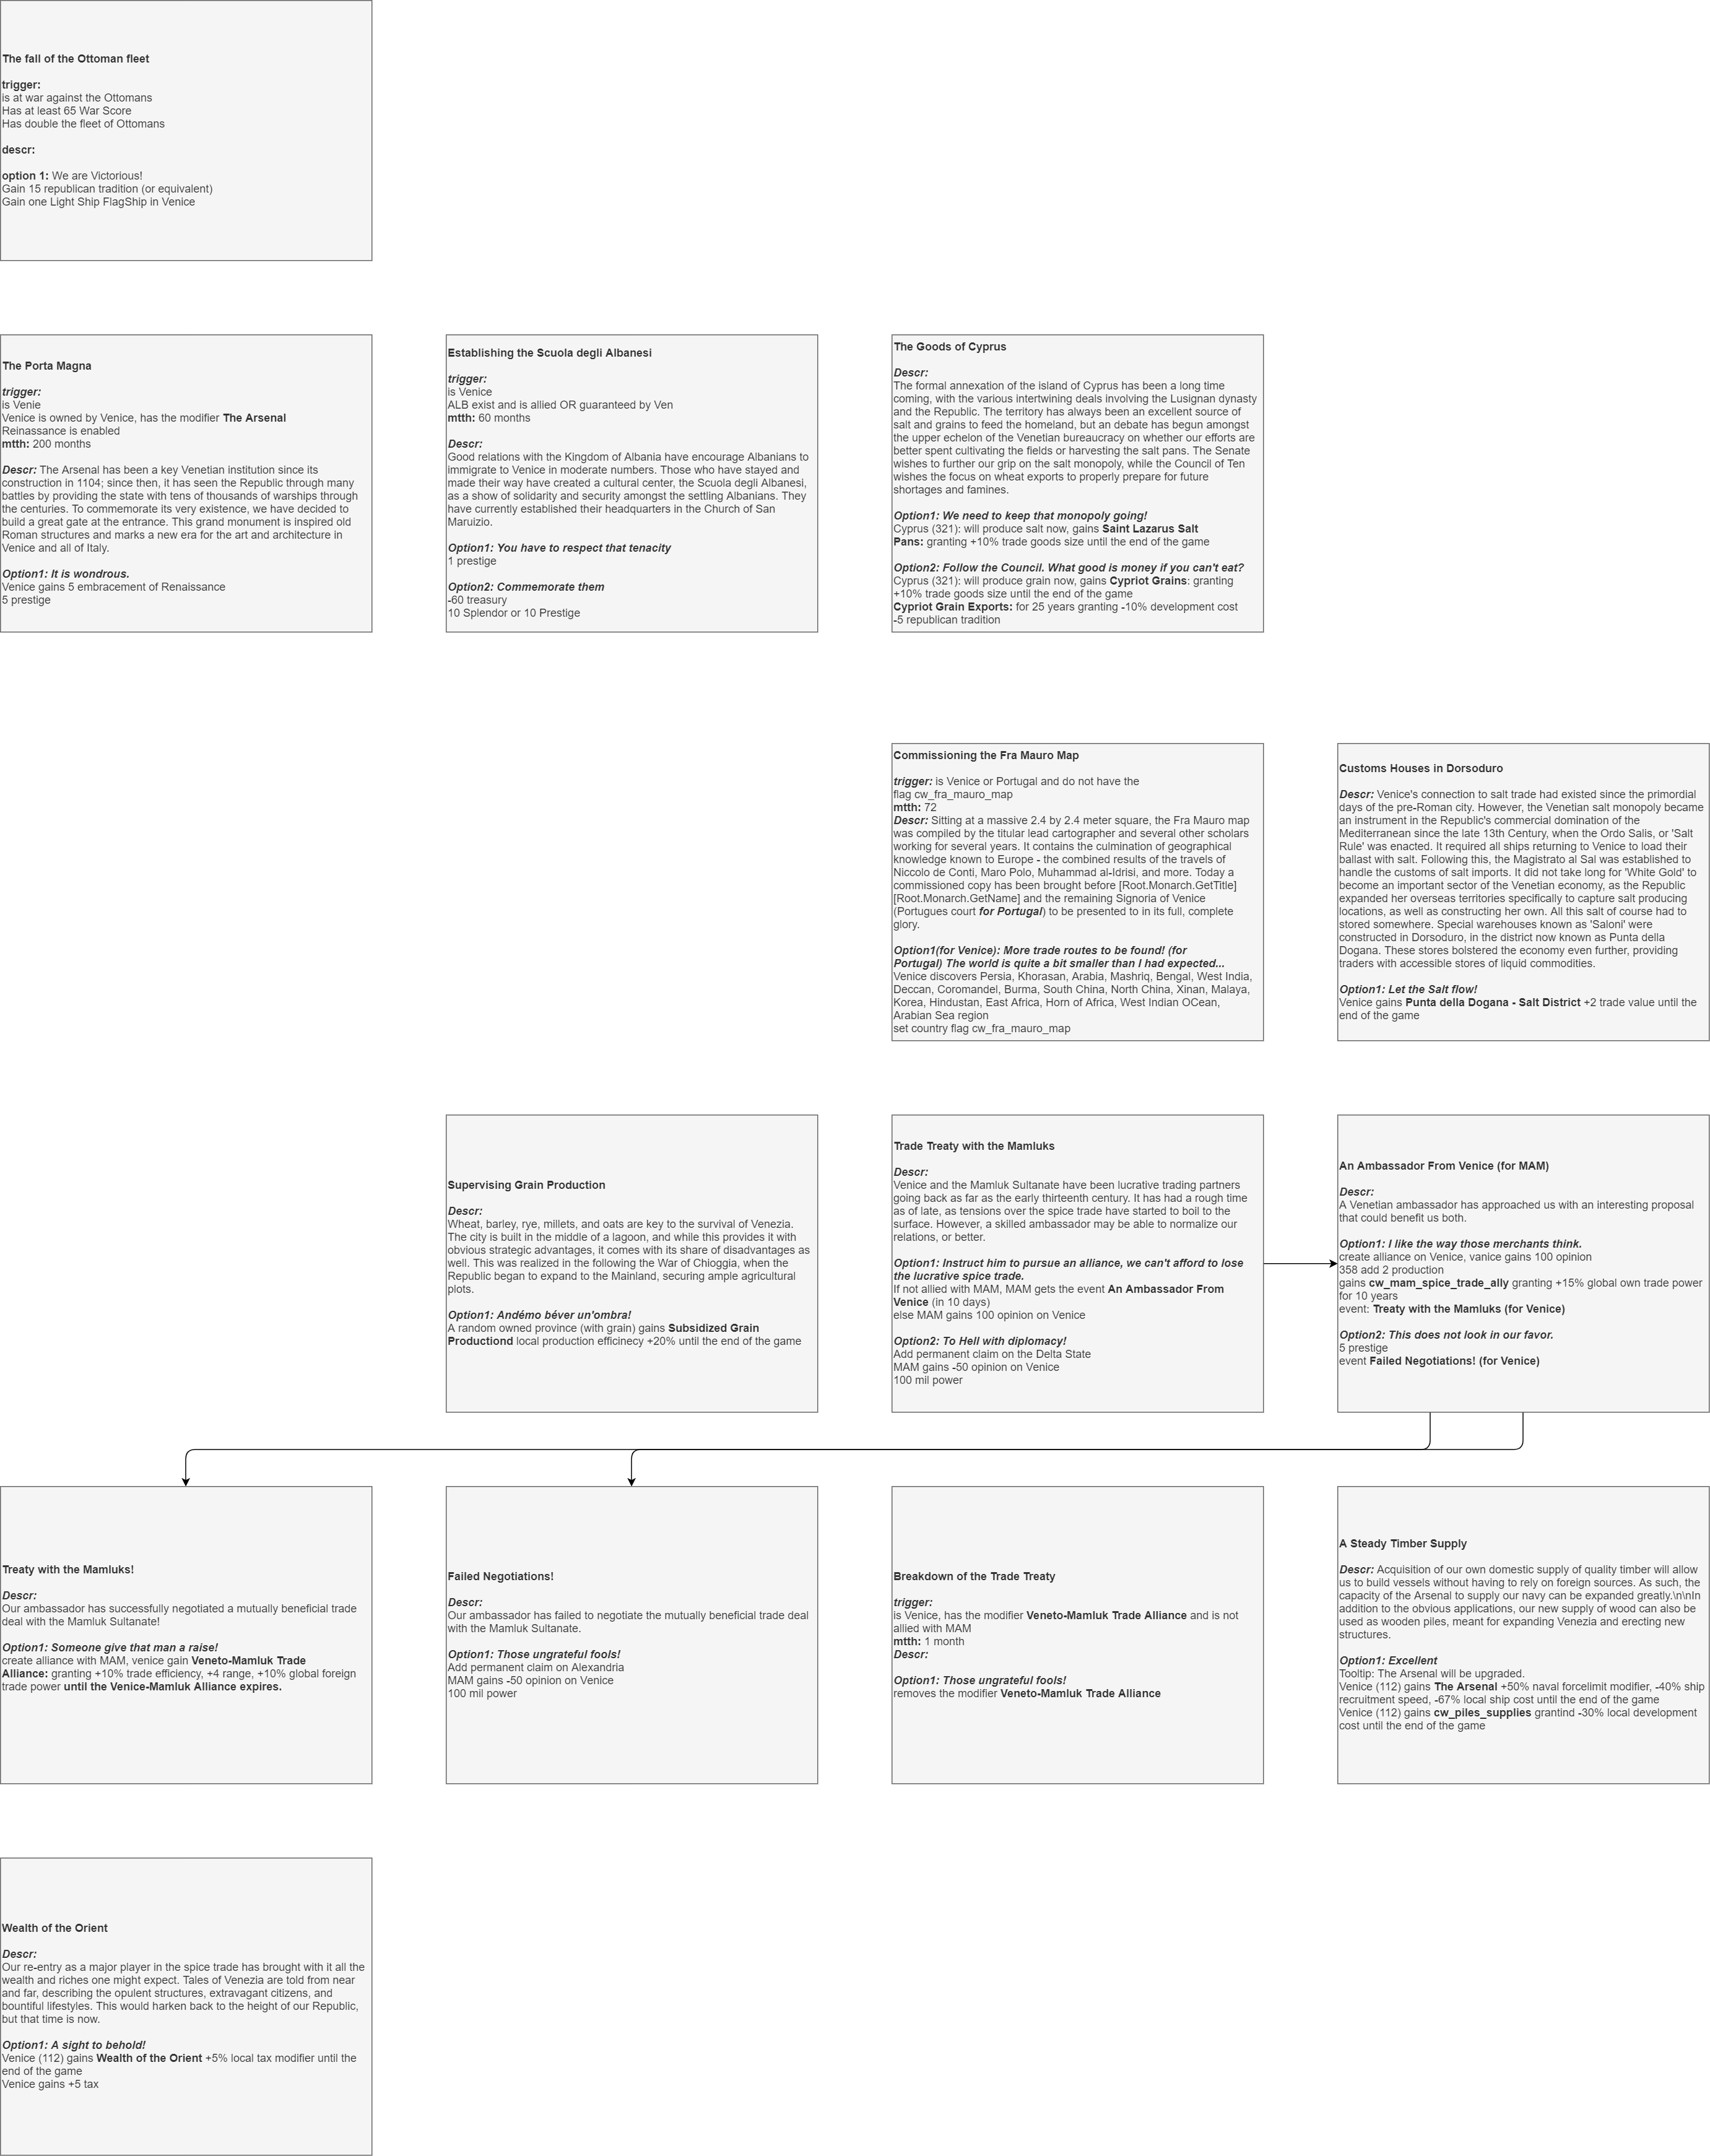 The fall of the Ottoman fleet
trigger:
is at war against the Ottomans
Has at least 65 War Score
Has double the fleet of Ottomans
descr:
option 1: We are Victorious!
Gain 15 republican tradition (or equivalent)
Gain one Light Ship FlagShip in Venice
The Porta Magna
trigger:
is Venie
Venice is owned by Venice, has the modifier The Arsenal
Reinassance is enabled
mtth: 200 months
Descr: The Arsenal has been a key Venetian institution since its
construction in 1104; since then, it has seen the Republic through many
battles by providing the state with tens of thousands of warships through
the centuries. To commemorate its very existence, we have decided to
build a great gate at the entrance. This grand monument is inspired old
Roman structures and marks a new era for the art and architecture in
Venice and all of Italy.
Option1: It is wondrous.
Venice gains 5 embracement of Renaissance
5 prestige
Establishing the Scuola degli Albanesi
trigger:
is Venice
ALB exist and is allied OR guaranteed by Ven
mtth: 60 months
Descr:
Good relations with the Kingdom of Albania have encourage Albanians to
immigrate to Venice in moderate numbers. Those who have stayed and
made their way have created a cultural center, the Scuola degli Albanesi,
as a show of solidarity and security amongst the settling Albanians. They
have currently established their headquarters in the Church of San
Maruizio.
Option1: You have to respect that tenacity
1 prestige
Option2: Commemorate them
-60 treasury
10 Splendor or 10 Prestige
The Goods of Cyprus
Descr:
The formal annexation of the island of Cyprus has been a long time
coming, with the various intertwining deals involving the Lusignan dynasty
and the Republic. The territory has always been an excellent source of
salt and grains to feed the homeland, but an debate has begun amongst
the upper echelon of the Venetian bureaucracy on whether our efforts are
better spent cultivating the fields or harvesting the salt pans. The Senate
wishes to further our grip on the salt monopoly, while the Council of Ten
wishes the focus on wheat exports to properly prepare for future
shortages and famines.
Option1: We need to keep that monopoly going!
Cyprus (321): will produce salt now, gains Saint Lazarus Salt
Pans: granting +10% trade goods size until the end of the game
Option2: Follow the Council. What good is money if you can't eat?
Cyprus (321): will produce grain now, gains Cypriot Grains: granting
+10% trade goods size until the end of the game
Cypriot Grain Exports: for 25 years granting -10% development cost
-5 republican tradition
Commissioning the Fra Mauro Map
trigger: is Venice or Portugal and do not have the
flag cw_fra_mauro_map
mtth: 72
Descr: Sitting at a massive 2.4 by 2.4 meter square, the Fra Mauro map
was compiled by the titular lead cartographer and several other scholars
working for several years. It contains the culmination of geographical
knowledge known to Europe - the combined results of the travels of
Niccolo de Conti, Maro Polo, Muhammad al-Idrisi, and more. Today a
commissioned copy has been brought before [Root.Monarch.GetTitle]
[Root.Monarch.GetName] and the remaining Signoria of Venice
(Portugues court for Portugal) to be presented to in its full, complete
glory.
Option1(for Venice): More trade routes to be found! (for
Portugal) The world is quite a bit smaller than I had expected...
Venice discovers Persia, Khorasan, Arabia, Mashriq, Bengal, West India,
Deccan, Coromandel, Burma, South China, North China, Xinan, Malaya,
Korea, Hindustan, East Africa, Horn of Africa, West Indian OCean,
Arabian Sea region
set country flag cw_fra_mauro_map
Customs Houses in Dorsoduro
Descr: Venice's connection to salt trade had existed since the primordial
days of the pre-Roman city. However, the Venetian salt monopoly became
an instrument in the Republic's commercial domination of the
Mediterranean since the late 13th Century, when the Ordo Salis, or 'Salt
Rule' was enacted. It required all ships returning to Venice to load their
ballast with salt. Following this, the Magistrato al Sal was established to
handle the customs of salt imports. It did not take long for 'White Gold' to
become an important sector of the Venetian economy, as the Republic
expanded her overseas territories specifically to capture salt producing
locations, as well as constructing her own. All this salt of course had to
stored somewhere. Special warehouses known as 'Saloni' were
constructed in Dorsoduro, in the district now known as Punta della
Dogana. These stores bolstered the economy even further, providing
traders with accessible stores of liquid commodities.
Option1: Let the Salt flow!
Venice gains Punta della Dogana - Salt District +2 trade value until the
end of the game
Supervising Grain Production
Descr:
Wheat, barley, rye, millets, and oats are key to the survival of Venezia.
The city is built in the middle of a lagoon, and while this provides it with
obvious strategic advantages, it comes with its share of disadvantages as
well. This was realized in the following the War of Chioggia, when the
Republic began to expand to the Mainland, securing ample agricultural
plots.
Option1: Andémo béver un'ombra!
A random owned province (with grain) gains Subsidized Grain
Productiond local production efficinecy +20% until the end of the game
Trade Treaty with the Mamluks
Descr:
Venice and the Mamluk Sultanate have been lucrative trading partners
going back as far as the early thirteenth century. It has had a rough time
as of late, as tensions over the spice trade have started to boil to the
surface. However, a skilled ambassador may be able to normalize our
relations, or better.
Option1: Instruct him to pursue an alliance, we can't afford to lose
the lucrative spice trade.
If not allied with MAM, MAM gets the event An Ambassador From
Venice (in 10 days)
else MAM gains 100 opinion on Venice
Option2: To Hell with diplomacy!
Add permanent claim on the Delta State
MAM gains -50 opinion on Venice
100 mil power
An Ambassador From Venice (for MAM)
Descr:
A Venetian ambassador has approached us with an interesting proposal
that could benefit us both.
Option1: I like the way those merchants think.
create alliance on Venice, vanice gains 100 opinion
358 add 2 production
gains cw_mam_spice_trade_ally granting +15% global own trade power
for 10 years
event: Treaty with the Mamluks (for Venice)
Option2: This does not look in our favor.
5 prestige
event Failed Negotiations! (for Venice)
Treaty with the Mamluks!
Descr:
Our ambassador has successfully negotiated a mutually beneficial trade
deal with the Mamluk Sultanate!
Option1: Someone give that man a raise!
create alliance with MAM, venice gain Veneto-Mamluk Trade
Alliance: granting +10% trade efficiency, +4 range, +10% global foreign
trade power until the Venice-Mamluk Alliance expires.
Failed Negotiations!
Descr:
Our ambassador has failed to negotiate the mutually beneficial trade deal
with the Mamluk Sultanate.
Option1: Those ungrateful fools!
Add permanent claim on Alexandria
MAM gains -50 opinion on Venice
100 mil power
Breakdown of the Trade Treaty
trigger:
is Venice, has the modifier Veneto-Mamluk Trade Alliance and is not
allied with MAM
mtth: 1 month
Descr:
Option1: Those ungrateful fools!
removes the modifier Veneto-Mamluk Trade Alliance
A Steady Timber Supply
Descr: Acquisition of our own domestic supply of quality timber will allow
us to build vessels without having to rely on foreign sources. As such, the
capacity of the Arsenal to supply our navy can be expanded greatly.\n\nIn
addition to the obvious applications, our new supply of wood can also be
used as wooden piles, meant for expanding Venezia and erecting new
structures.
Option1: Excellent
Tooltip: The Arsenal will be upgraded.
Venice (112) gains The Arsenal +50% naval forcelimit modifier, -40% ship
recruitment speed, -67% local ship cost until the end of the game
Venice (112) gains cw_piles_supplies grantind -30% local development
cost until the end of the game
Wealth of the Orient
Descr:
Our re-entry as a major player in the spice trade has brought with it all the
wealth and riches one might expect. Tales of Venezia are told from near
and far, describing the opulent structures, extravagant citizens, and
bountiful lifestyles. This would harken back to the height of our Republic,
but that time is now.
Option1: A sight to behold!
Venice (112) gains Wealth of the Orient +5% local tax modifier until the
end of the game
Venice gains +5 tax